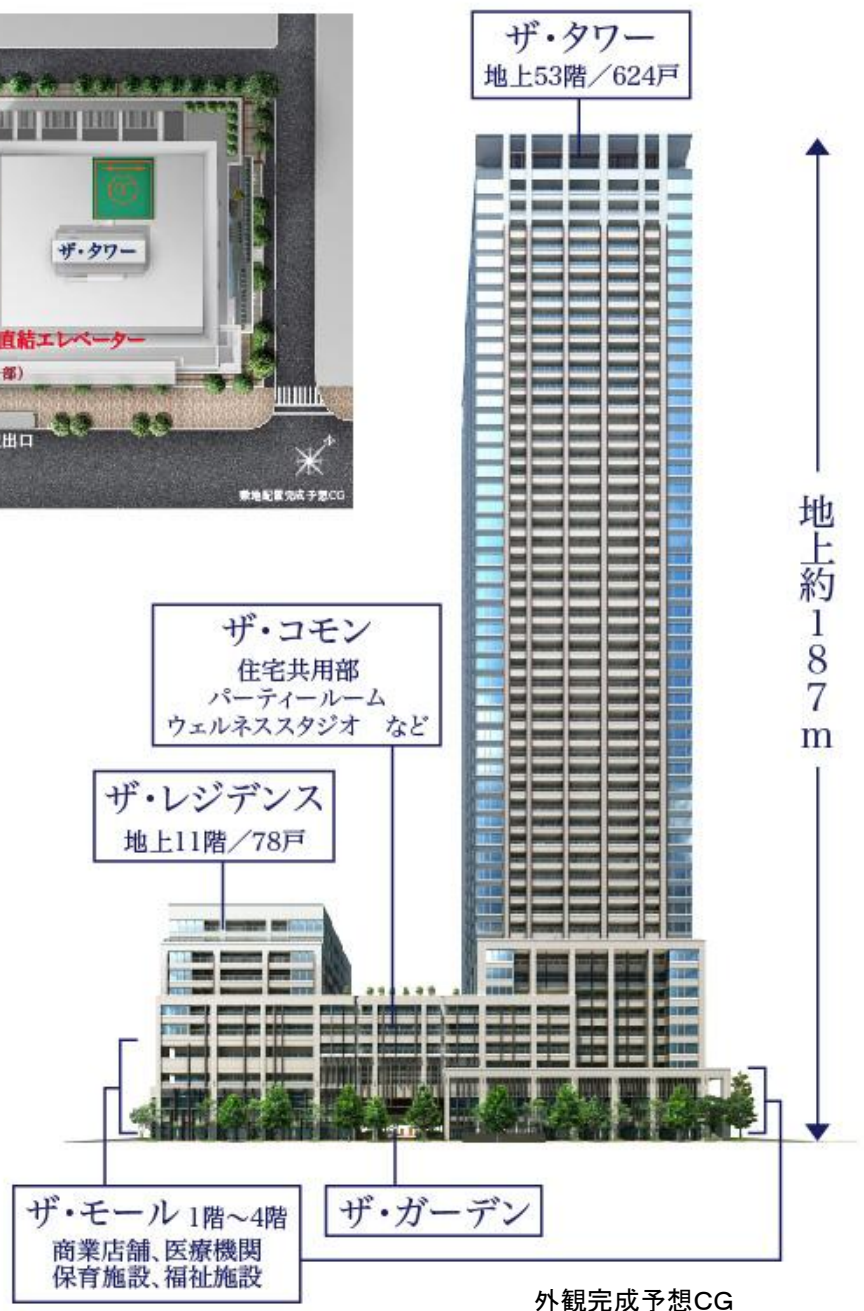 ザ・タワー
地上53階／624戸
ザ・タワー
直結エレベーター
部）
出口
北
敷地配置完成予想CG
地上約187m
ザ・コモン
住宅共用部
パーティールーム
ウェルネススタジオ など
ザ・レジデンス
地上11階／78戸
ザ・モール 1階～4階
商業店舗、医療機関
保育施設、福祉施設
ザ・ガーデン
外観完成予想CG